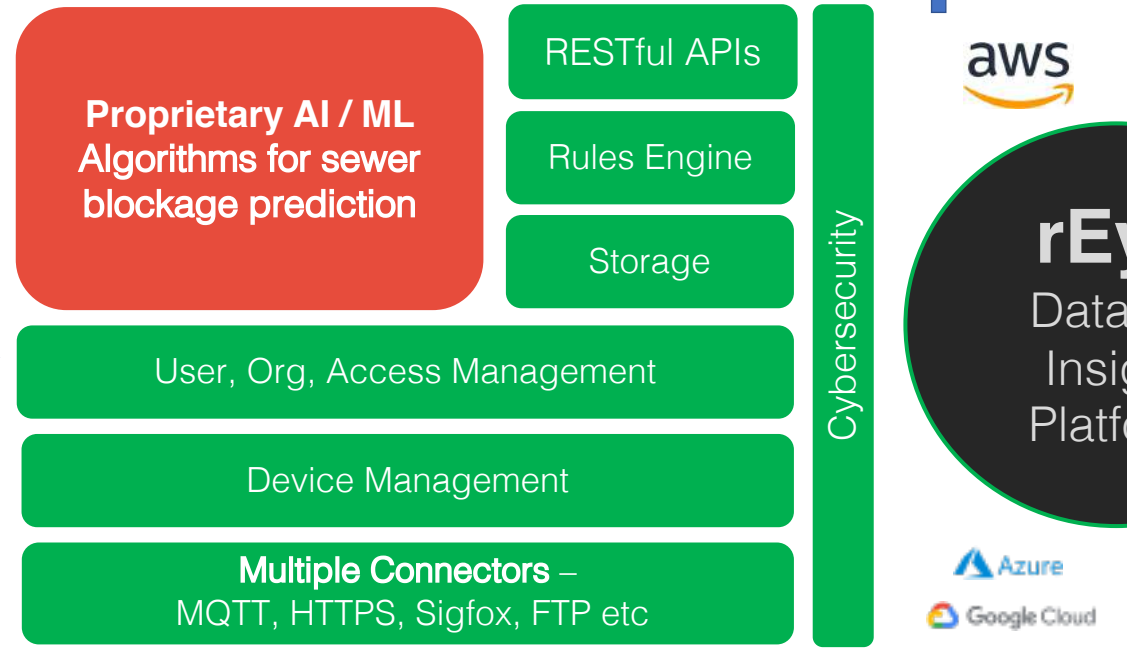 Proprietary AI / ML
Algorithms for sewer
blockage prediction
RESTful APIs
Rules Engine
Storage
User, Org, Access Management
Device Management
Multiple Connectors –
MQTT, HTTPS, Sigfox, FTP etc
Cybersecurity
aws
Data
Azure
Google Cloud